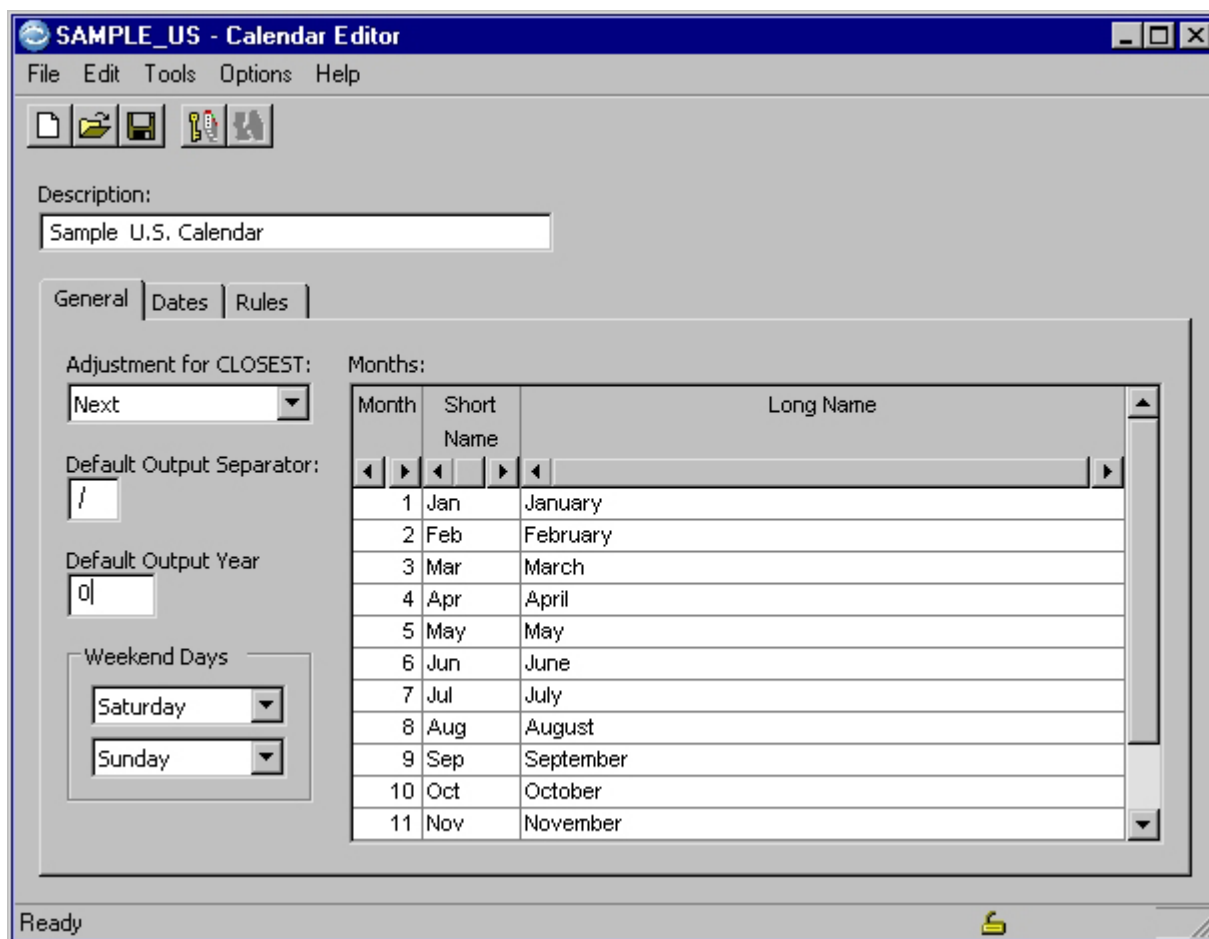 SAMPLE_US - Calendar Editor
File Edit Tools Options Help
Description:
Sample U.S. Calendar
General Dates Rules
Adjustment for CLOSEST:
Next
Default Output Separator:
/
Default Output Year
0
Weekend Days
Saturday
Sunday
Months:
Month Short Name Long Name
1 Jan January
2 Feb February
3 Mar March
4 Apr April
5 May May
6 Jun June
7 Jul July
8 Aug August
9 Sep September
10 Oct October
11 Nov November
Ready